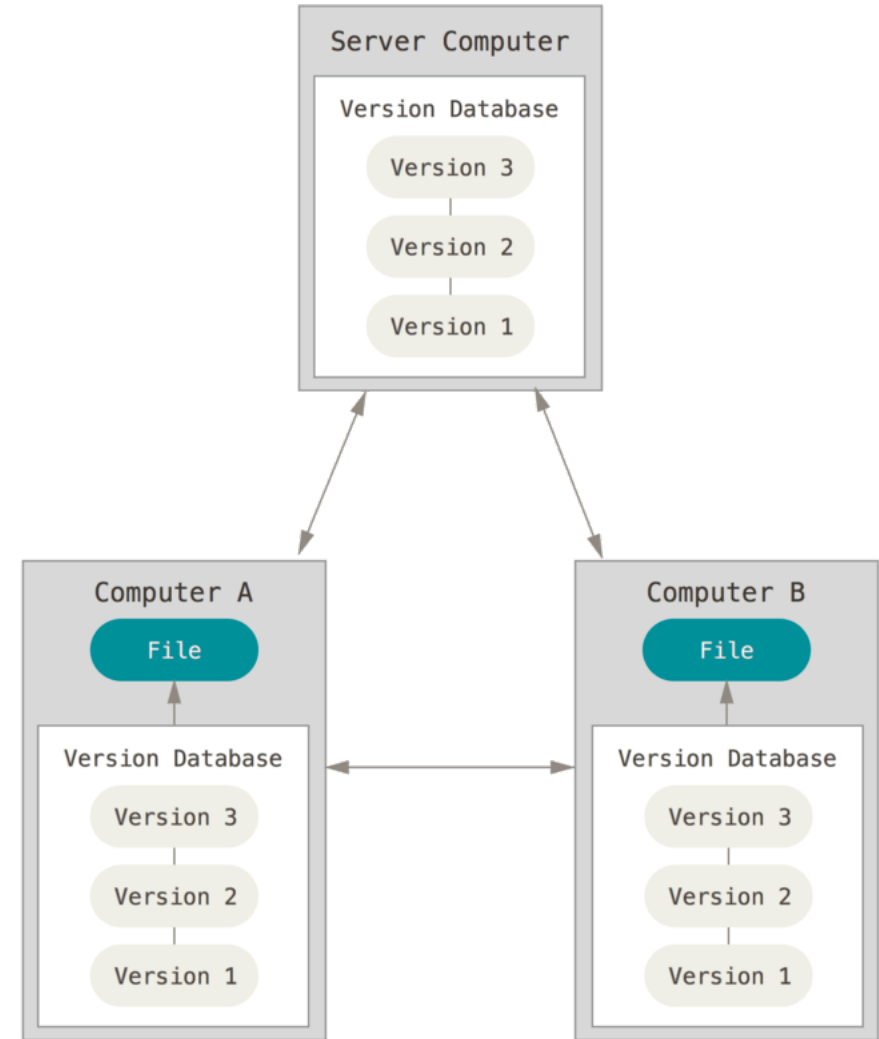 Server Computer
Version Database
Version 3
Version 2
Version 1
Computer A
File
Version Database
Version 3
Version 2
Version 1
Computer B
File
Version Database
Version 3
Version 2
Version 1